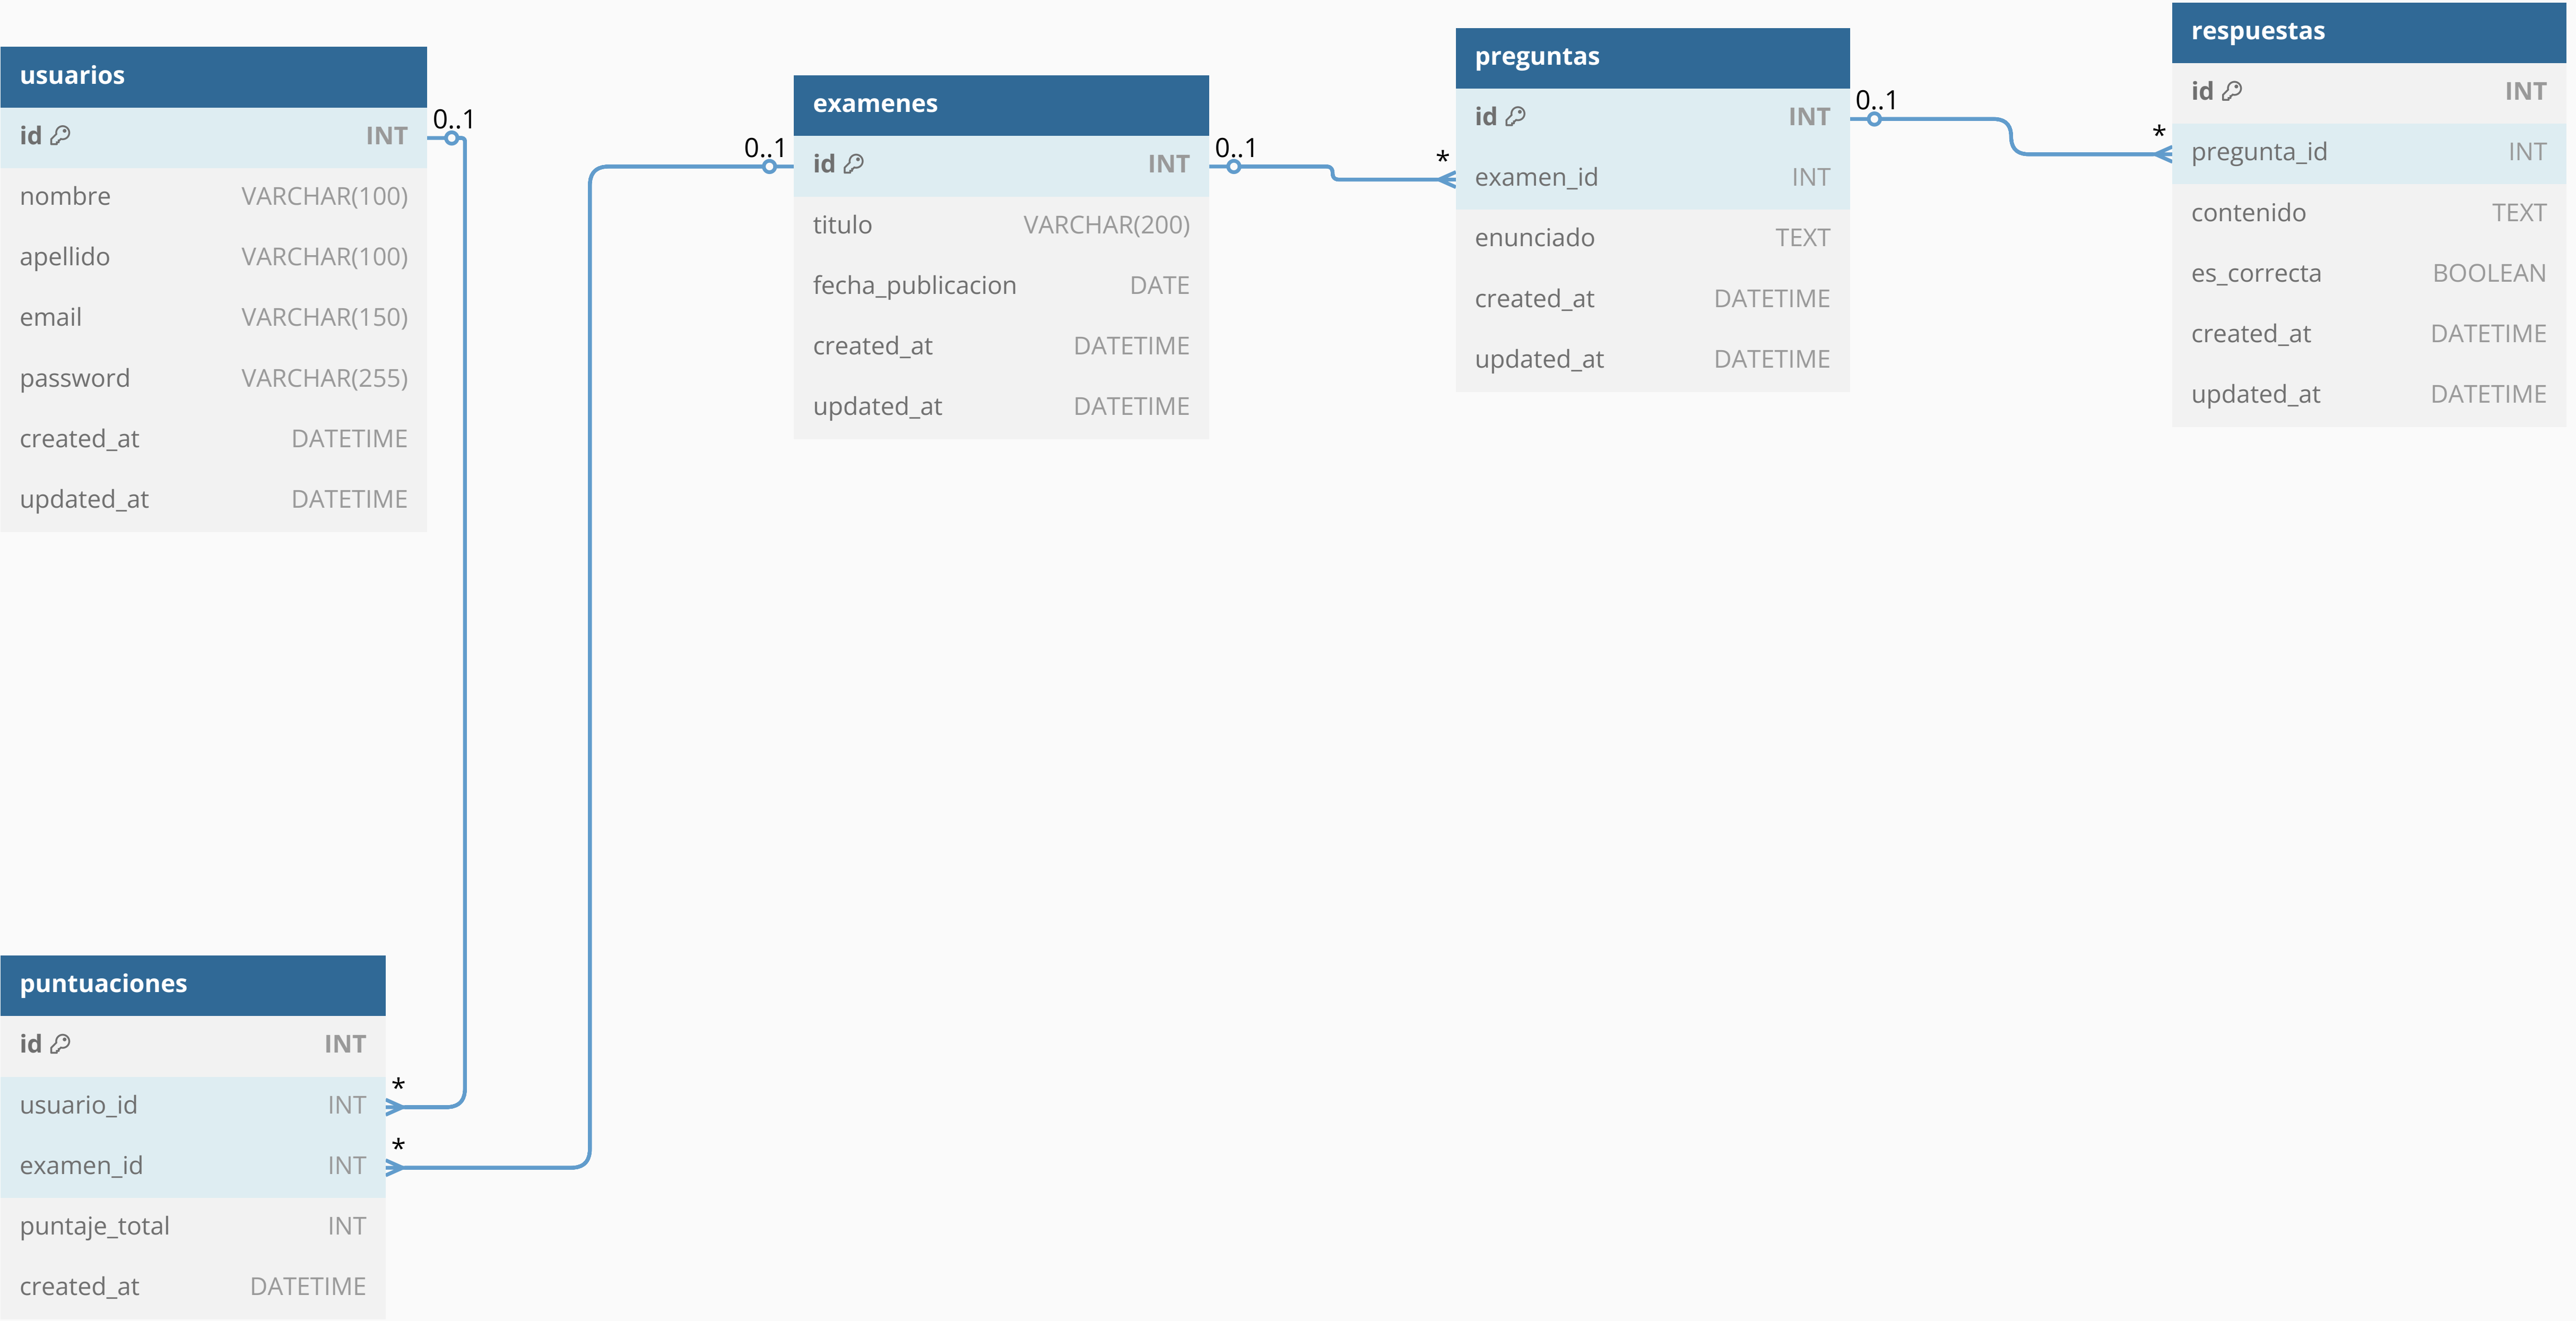 usuarios
id INT
nombre VARCHAR(100)
apellido VARCHAR(100)
email VARCHAR(150)
password VARCHAR(255)
created_at DATETIME
updated_at DATETIME
0..1
0..1
examenes
id INT
titulo VARCHAR(200)
fecha_publicacion DATE
created_at DATETIME
updated_at DATETIME
0..1
*
preguntas
id INT
examen_id INT
enunciado TEXT
created_at DATETIME
updated_at DATETIME
0..1
*
respuestas
id INT
pregunta_id INT
contenido TEXT
es_correcta BOOLEAN
created_at DATETIME
updated_at DATETIME
puntuaciones
id INT
usuario_id INT
*
examen_id INT
*
puntaje_total INT
created_at DATETIME